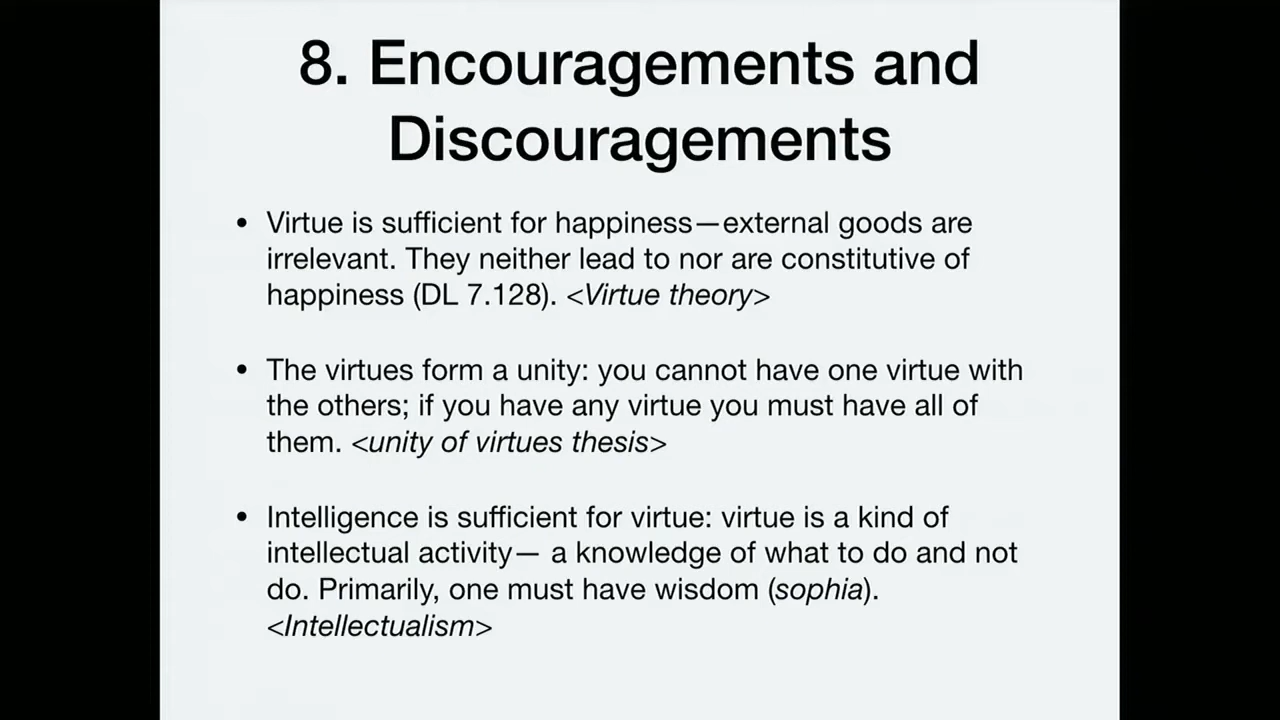 8. Encouragements and
Discouragements
• Virtue is sufficient for happiness—external goods are
irrelevant. They neither lead to nor are constitutive of
happiness (DL 7.128). <Virtue theory>
• The virtues form a unity: you cannot have one virtue with
the others; if you have any virtue you must have all of
them. <unity of virtues thesis>
• Intelligence is sufficient for virtue: virtue is a kind of
intellectual activity— a knowledge of what to do and not
do. Primarily, one must have wisdom (sophia).
<Intellectualism>